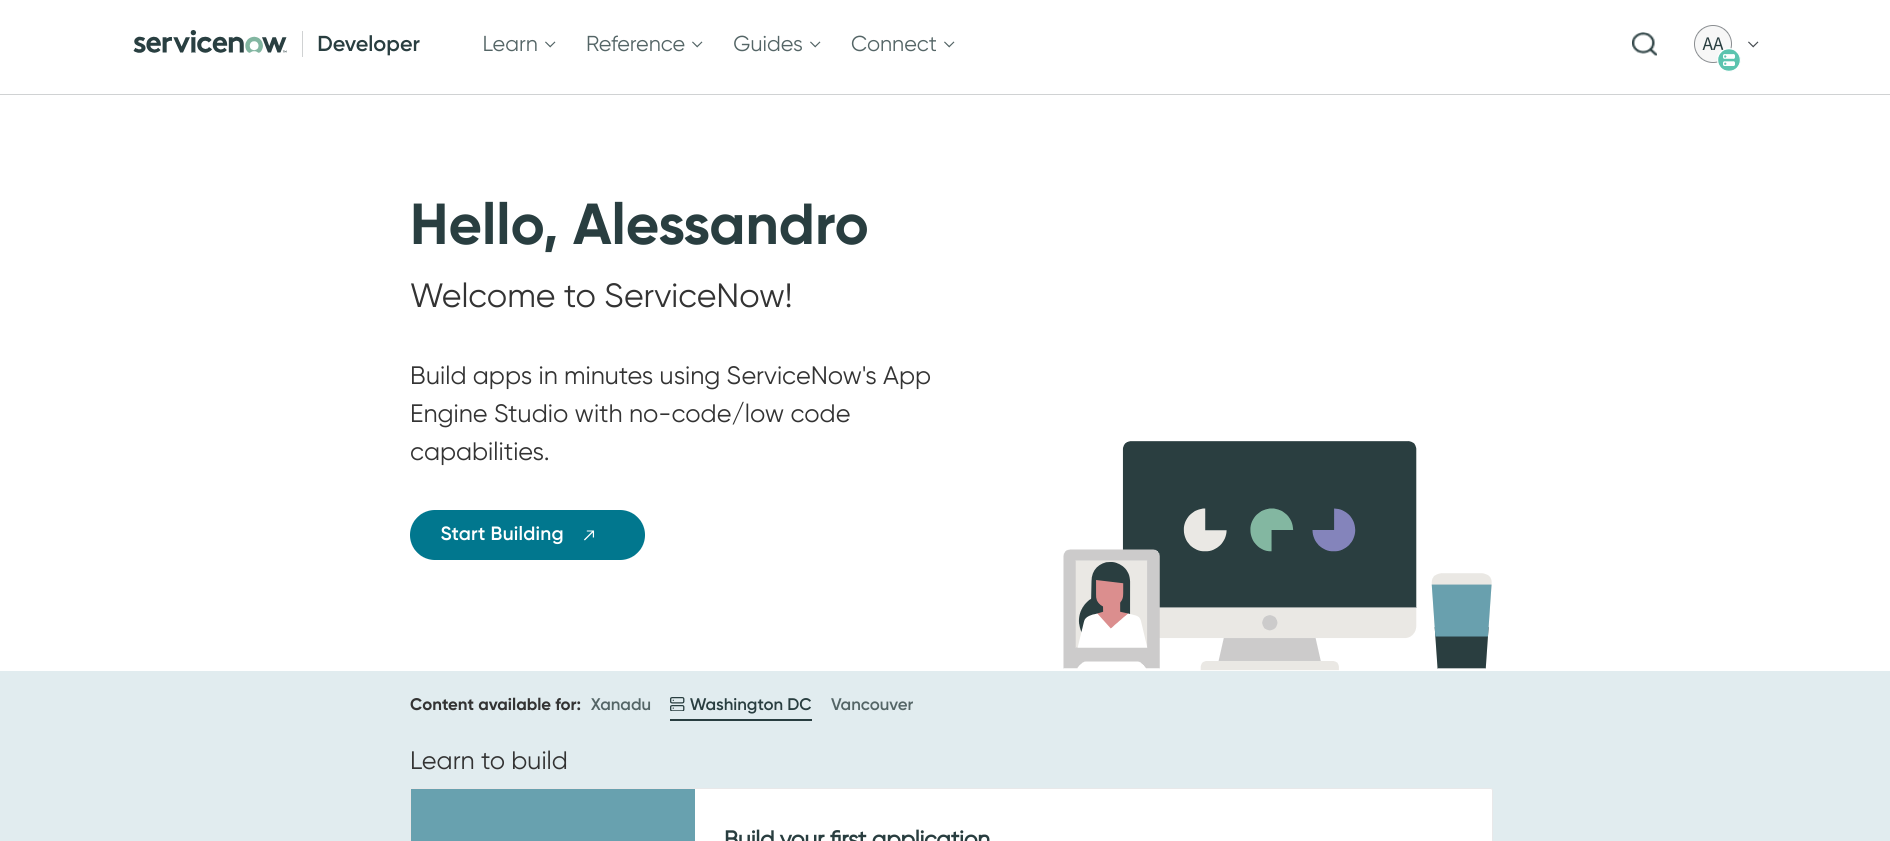 servicenow Developer Learn Reference Guides Connect AA
Hello, Alessandro
Welcome to ServiceNow!
Build apps in minutes using ServiceNow's App
Engine Studio with no-code/low code
capabilities.
Start Building
Content available for: Xanadu Washington DC Vancouver
Learn to build
Build your first application